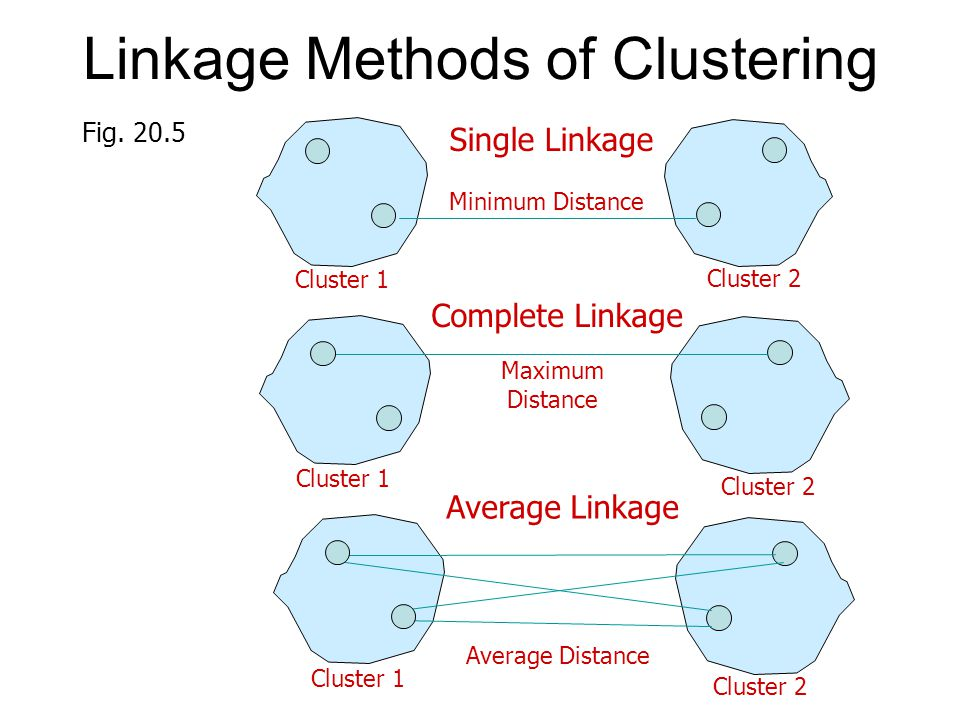 Linkage Methods of Clustering
Fig. 20.5
Single Linkage
Minimum Distance
Cluster 1
Cluster 2
Complete Linkage
Maximum
Distance
Cluster 1
Cluster 2
Average Linkage
Average Distance
Cluster 1
Cluster 2